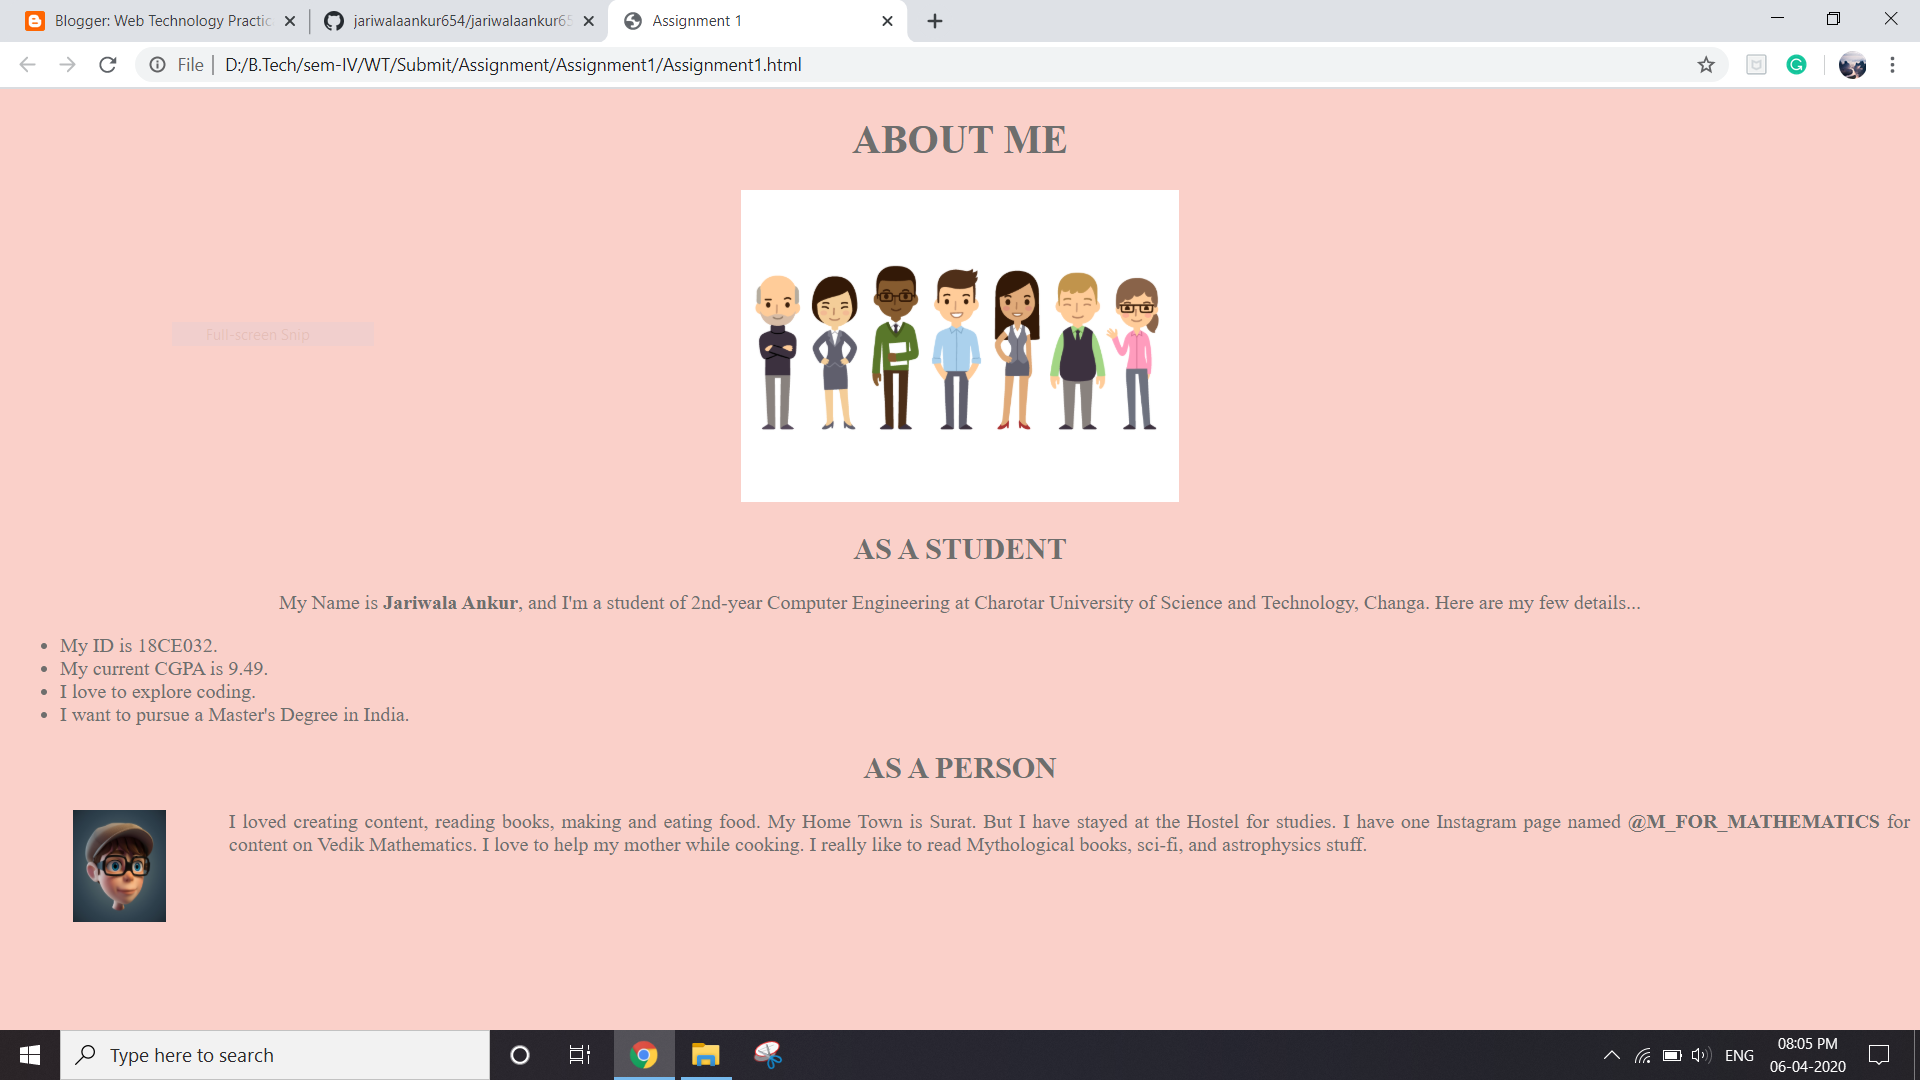 Blogger: Web Technology Practic
jariwalaankur654/jariwalaankur65
Assignment 1
File
D:/B.Tech/sem-IV/WT/Submit/Assignment/Assignment1/Assignment1.html
ABOUT ME
Full-screen Snip
AS A STUDENT
My Name is Jariwala Ankur, and I'm a student of 2nd-year Computer Engineering at Charotar University of Science and Technology, Changa. Here are my few details...
• My ID is 18CE032.
• My current CGPA is 9.49.
• I love to explore coding.
• I want to pursue a Master's Degree in India.
AS A PERSON
I loved creating content, reading books, making and eating food. My Home Town is Surat. But I have stayed at the Hostel for studies. I have one Instagram page named @M_FOR_MATHEMATICS for
content on Vedik Mathematics. I love to help my mother while cooking. I really like to read Mythological books, sci-fi, and astrophysics stuff.
Type here to search
ENG
08:05 PM
06-04-2020